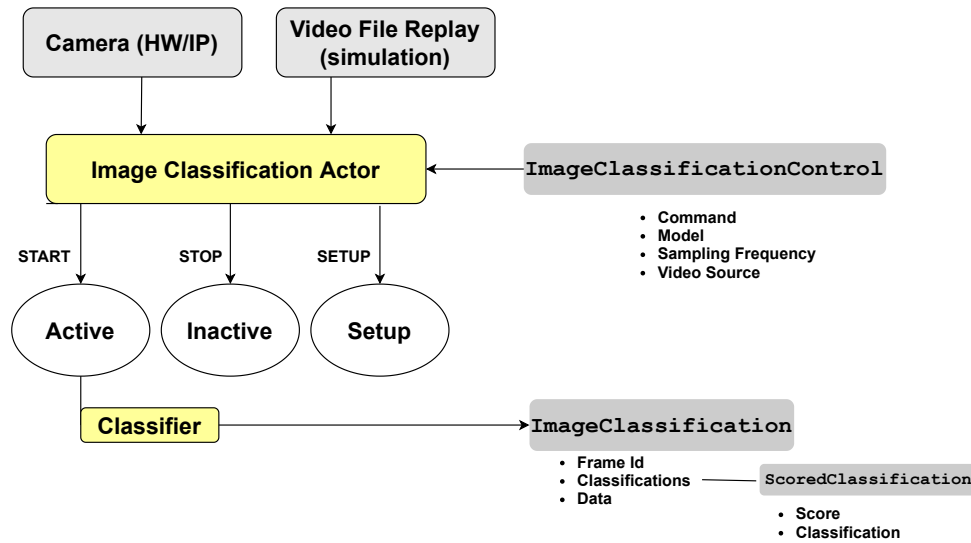 Camera (HW/IP)
Video File Replay
(simulation)
Image Classification Actor
ImageClassificationControl
• Command
• Model
• Sampling Frequency
• Video Source
START
STOP
SETUP
Active
Inactive
Setup
Classifier
ImageClassification
• Frame Id
• Classifications
• Data
ScoredClassification
• Score
• Classification